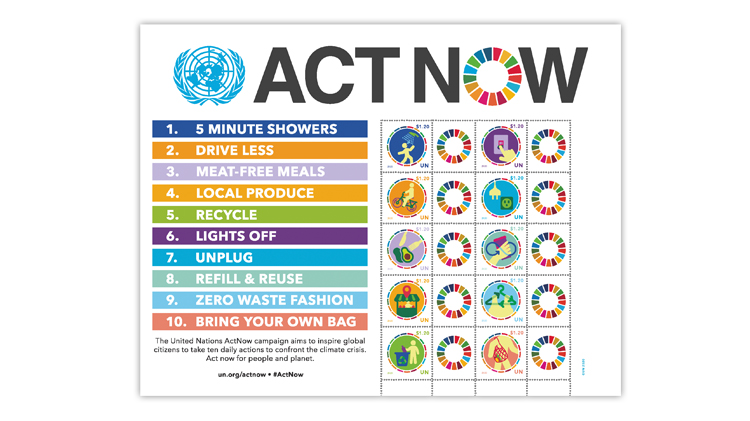 ACT NOW
1. 5 MINUTE SHOWERS
2. DRIVE LESS
3. MEAT-FREE MEALS
4. LOCAL PRODUCE
5. RECYCLE
6. LIGHTS OFF
7. UNPLUG
8. REFILL & REUSE
9. ZERO WASTE FASHION
10. BRING YOUR OWN BAG
The United Nations ActNow campaign aims to inspire global
citizens to take ten daily actions to confront the climate crisis.
Act now for people and planet.
un.org/actnow • #ActNow
$1.20
UN
$1.20
UN
$1.20
UN
$1.20
UN
$1.20
UN
$1.20
UN
$1.20
UN
$1.20
UN
$1.20
UN
$1.20
UN